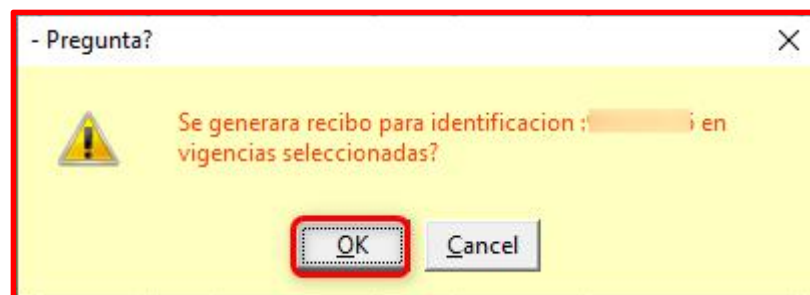 - Pregunta?
Se generara recibo para identificacion : en
vigencias seleccionadas?
OK
Cancel